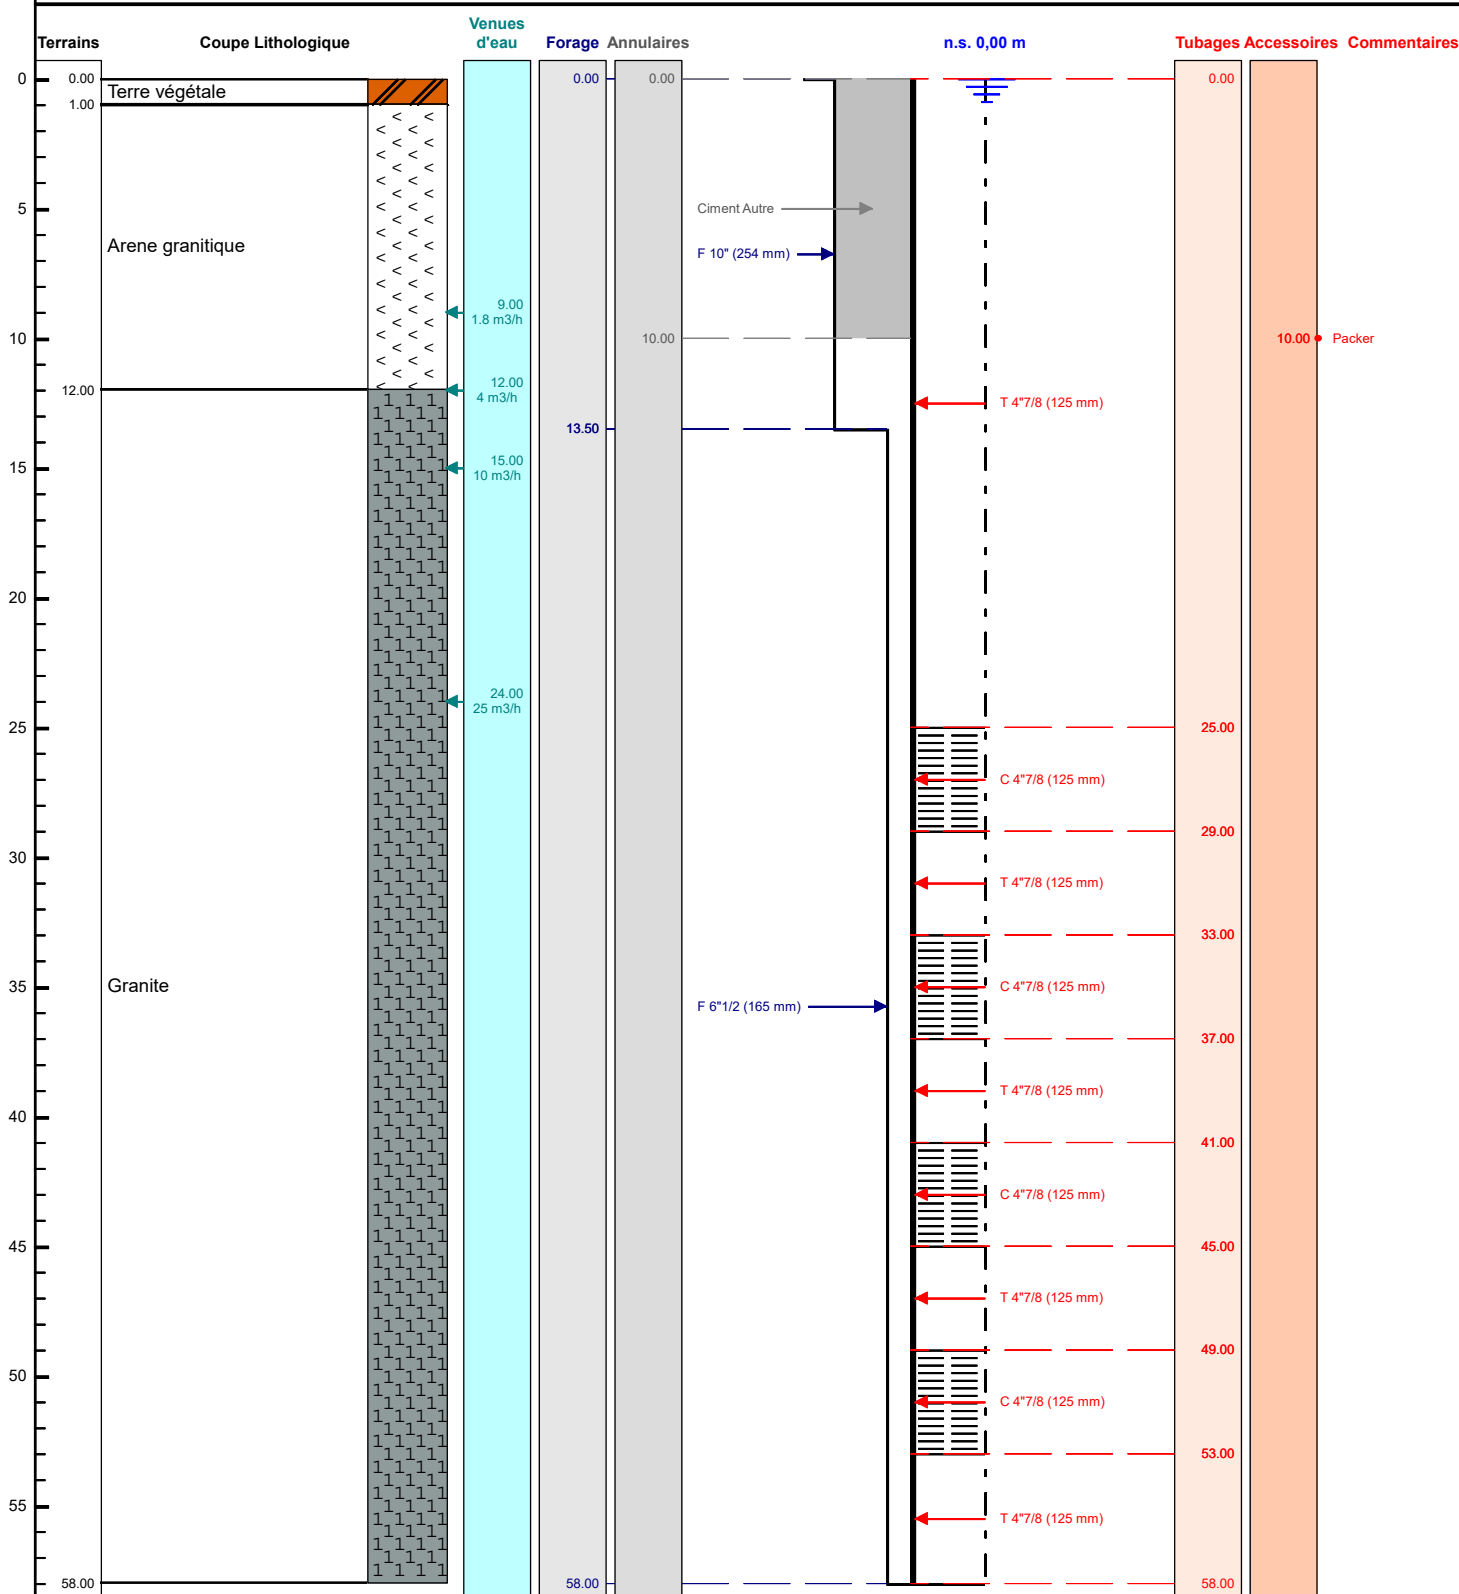 Terrains
Coupe Lithologique
Venues
d'eau
Forage
Annulaires
n.s. 0,00 m
Tubages
Accessoires
Commentaires
0
0.00
Terre végétale
0.00
0.00
0.00
1.00
5
Ciment Autre
Arene granitique
F 10" (254 mm)
9.00
1.8 m3/h
10
10.00
10.00
Packer
12.00
12.00
4 m3/h
T 4"7/8 (125 mm)
13.50
15
15.00
10 m3/h
20
24.00
25 m3/h
25
25.00
C 4"7/8 (125 mm)
29.00
30
T 4"7/8 (125 mm)
33.00
35
Granite
C 4"7/8 (125 mm)
F 6"1/2 (165 mm)
37.00
T 4"7/8 (125 mm)
40
41.00
C 4"7/8 (125 mm)
45
45.00
T 4"7/8 (125 mm)
49.00
50
C 4"7/8 (125 mm)
53.00
55
T 4"7/8 (125 mm)
58.00
58.00
58.00